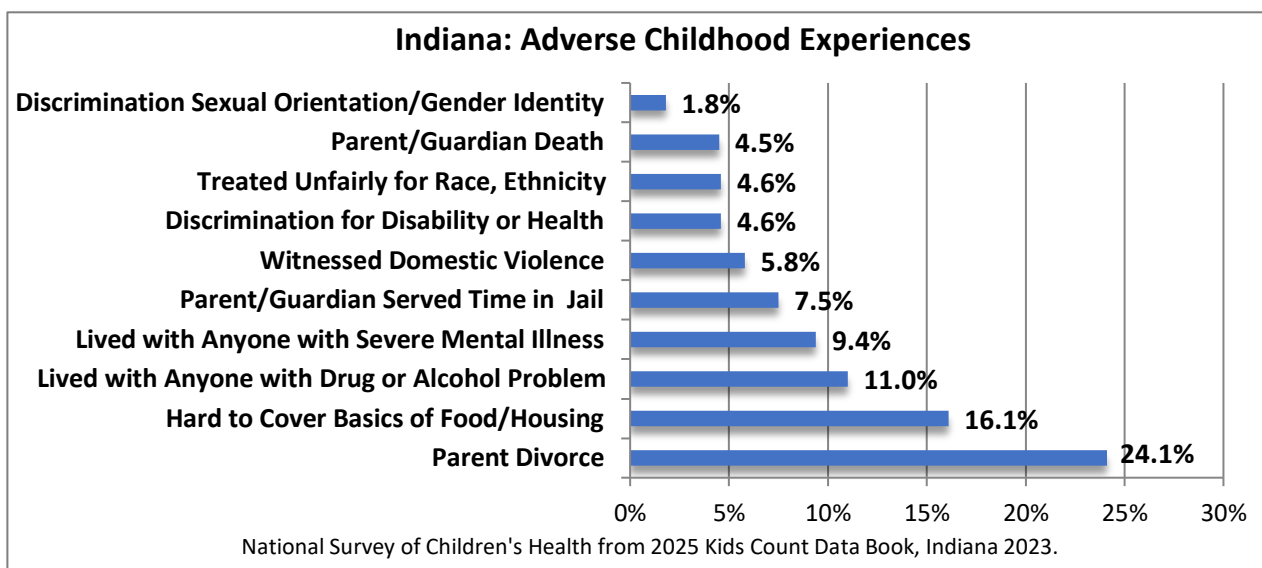 Indiana: Adverse Childhood Experiences
Discrimination Sexual Orientation/Gender Identity 1.8%
Parent/Guardian Death 4.5%
Treated Unfairly for Race, Ethnicity 4.6%
Discrimination for Disability or Health 4.6%
Witnessed Domestic Violence 5.8%
Parent/Guardian Served Time in Jail 7.5%
Lived with Anyone with Severe Mental Illness 9.4%
Lived with Anyone with Drug or Alcohol Problem 11.0%
Hard to Cover Basics of Food/Housing 16.1%
Parent Divorce 24.1%
0% 5% 10% 15% 20% 25% 30%
National Survey of Children's Health from 2025 Kids Count Data Book, Indiana 2023.